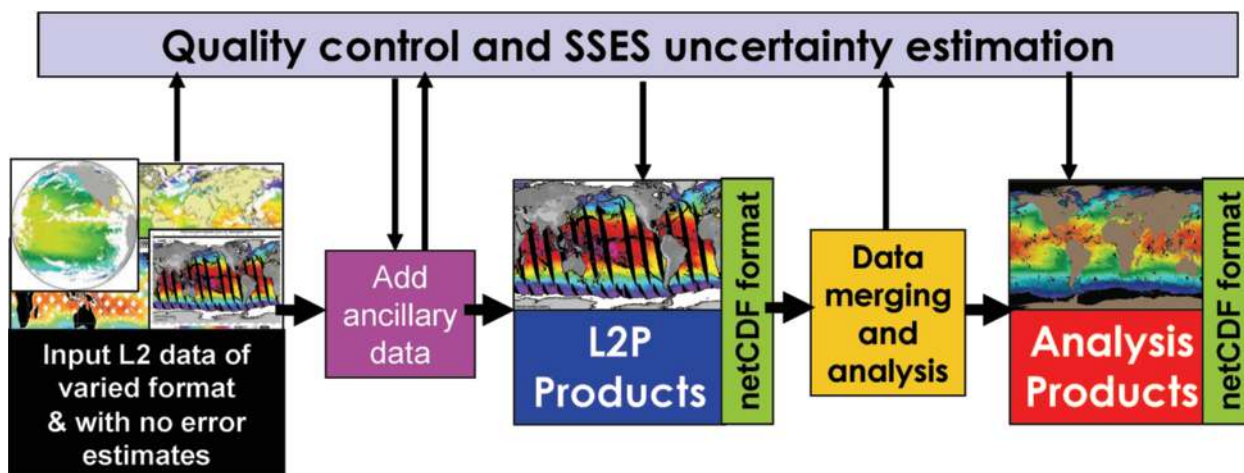 Quality control and SSES uncertainty estimation
Input L2 data of
varied format
& with no error
estimates
Add
ancillary
data
L2P
Products
netCDF format
Data
merging
and
analysis
Analysis
Products
netCDF format